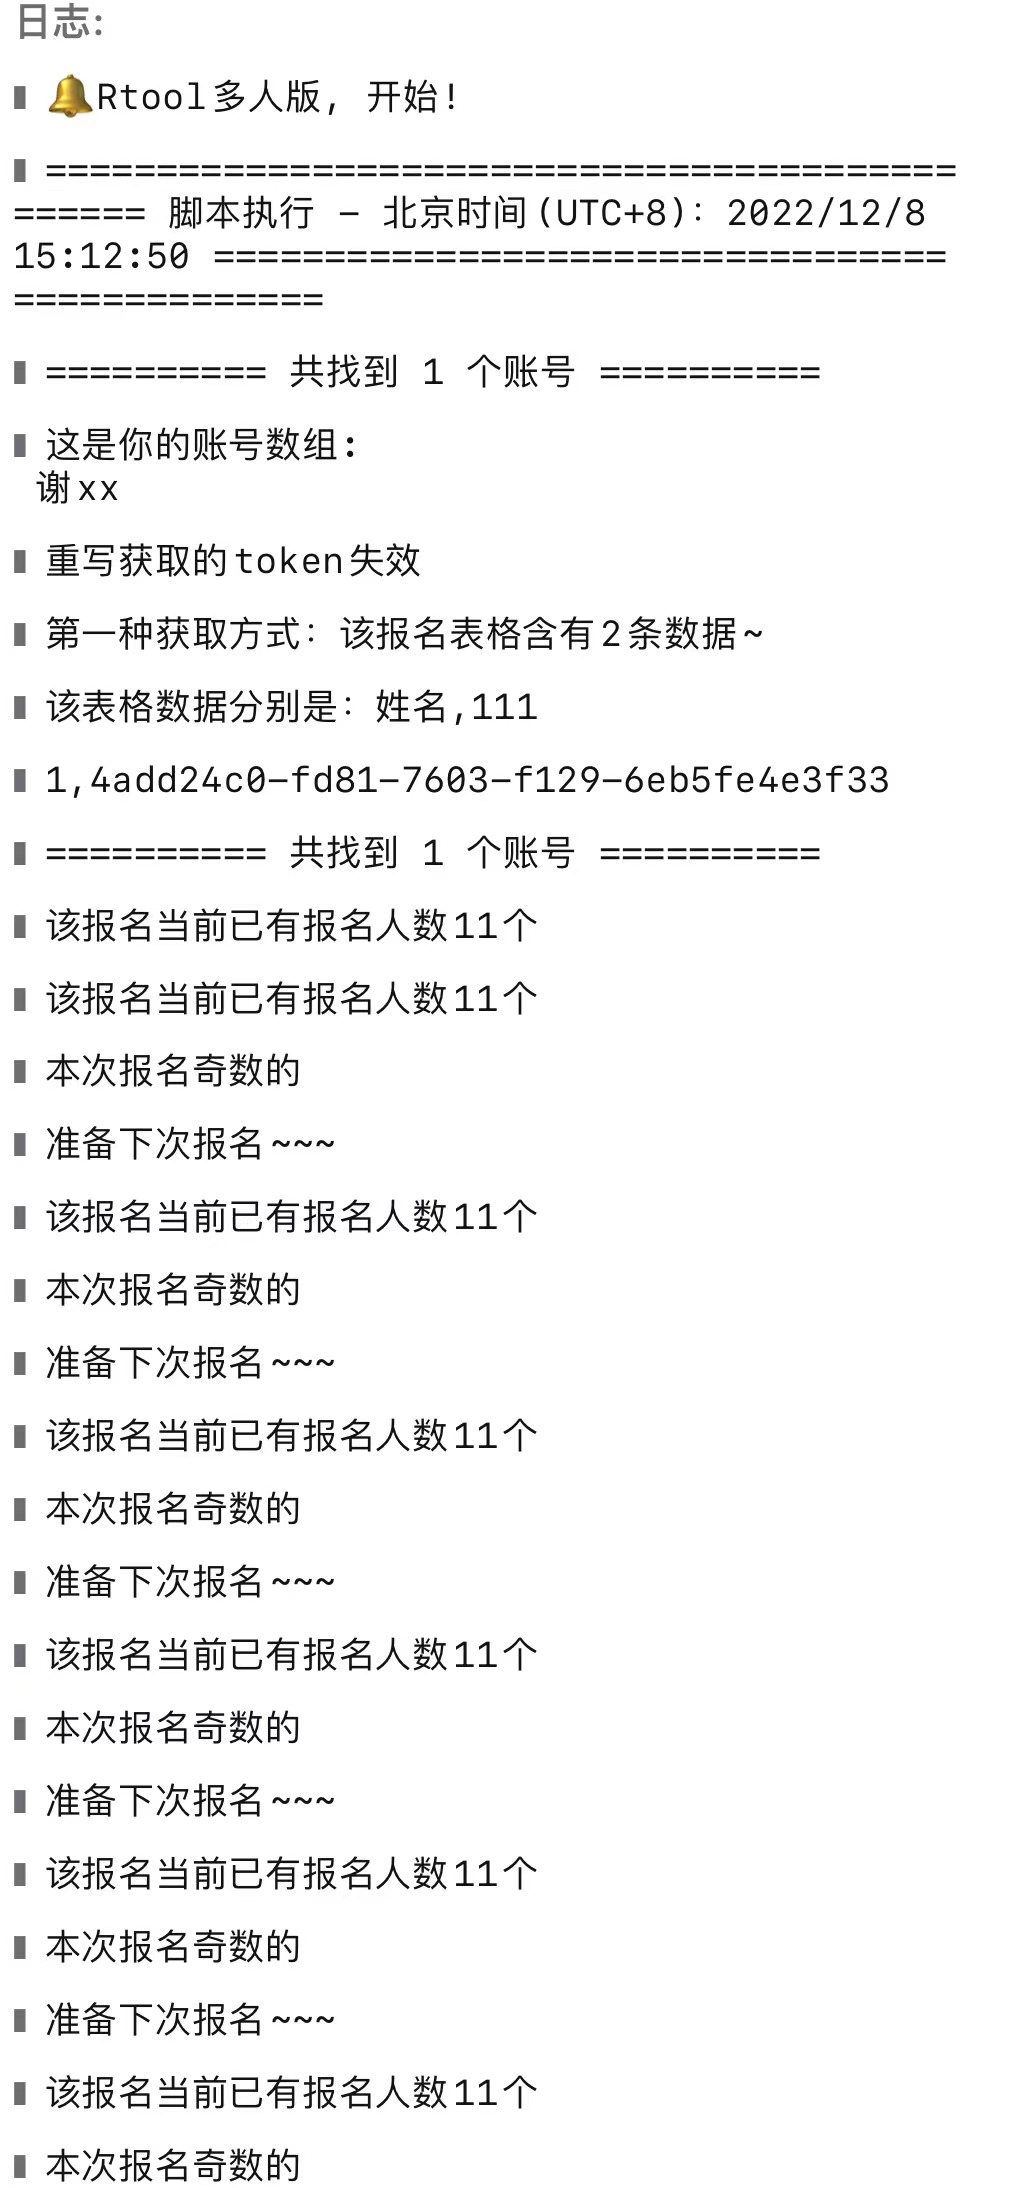 日志:
🔔Rtool多人版, 开始!
=========================================
====== 脚本执行 - 北京时间(UTC+8): 2022/12/8
15:12:50 =================================
==============
========== 共找到 1 个账号 ==========
这是你的账号数组:
谢xx
重写获取的token失效
第一种获取方式: 该报名表格含有2条数据~
该表格数据分别是: 姓名,111
1,4add24c0-fd81-7603-f129-6eb5fe4e3f33
========== 共找到 1 个账号 ==========
该报名当前已有报名人数11个
该报名当前已有报名人数11个
本次报名奇数的
准备下次报名~~~
该报名当前已有报名人数11个
本次报名奇数的
准备下次报名~~~
该报名当前已有报名人数11个
本次报名奇数的
准备下次报名~~~
该报名当前已有报名人数11个
本次报名奇数的
准备下次报名~~~
该报名当前已有报名人数11个
本次报名奇数的
准备下次报名~~~
该报名当前已有报名人数11个
本次报名奇数的